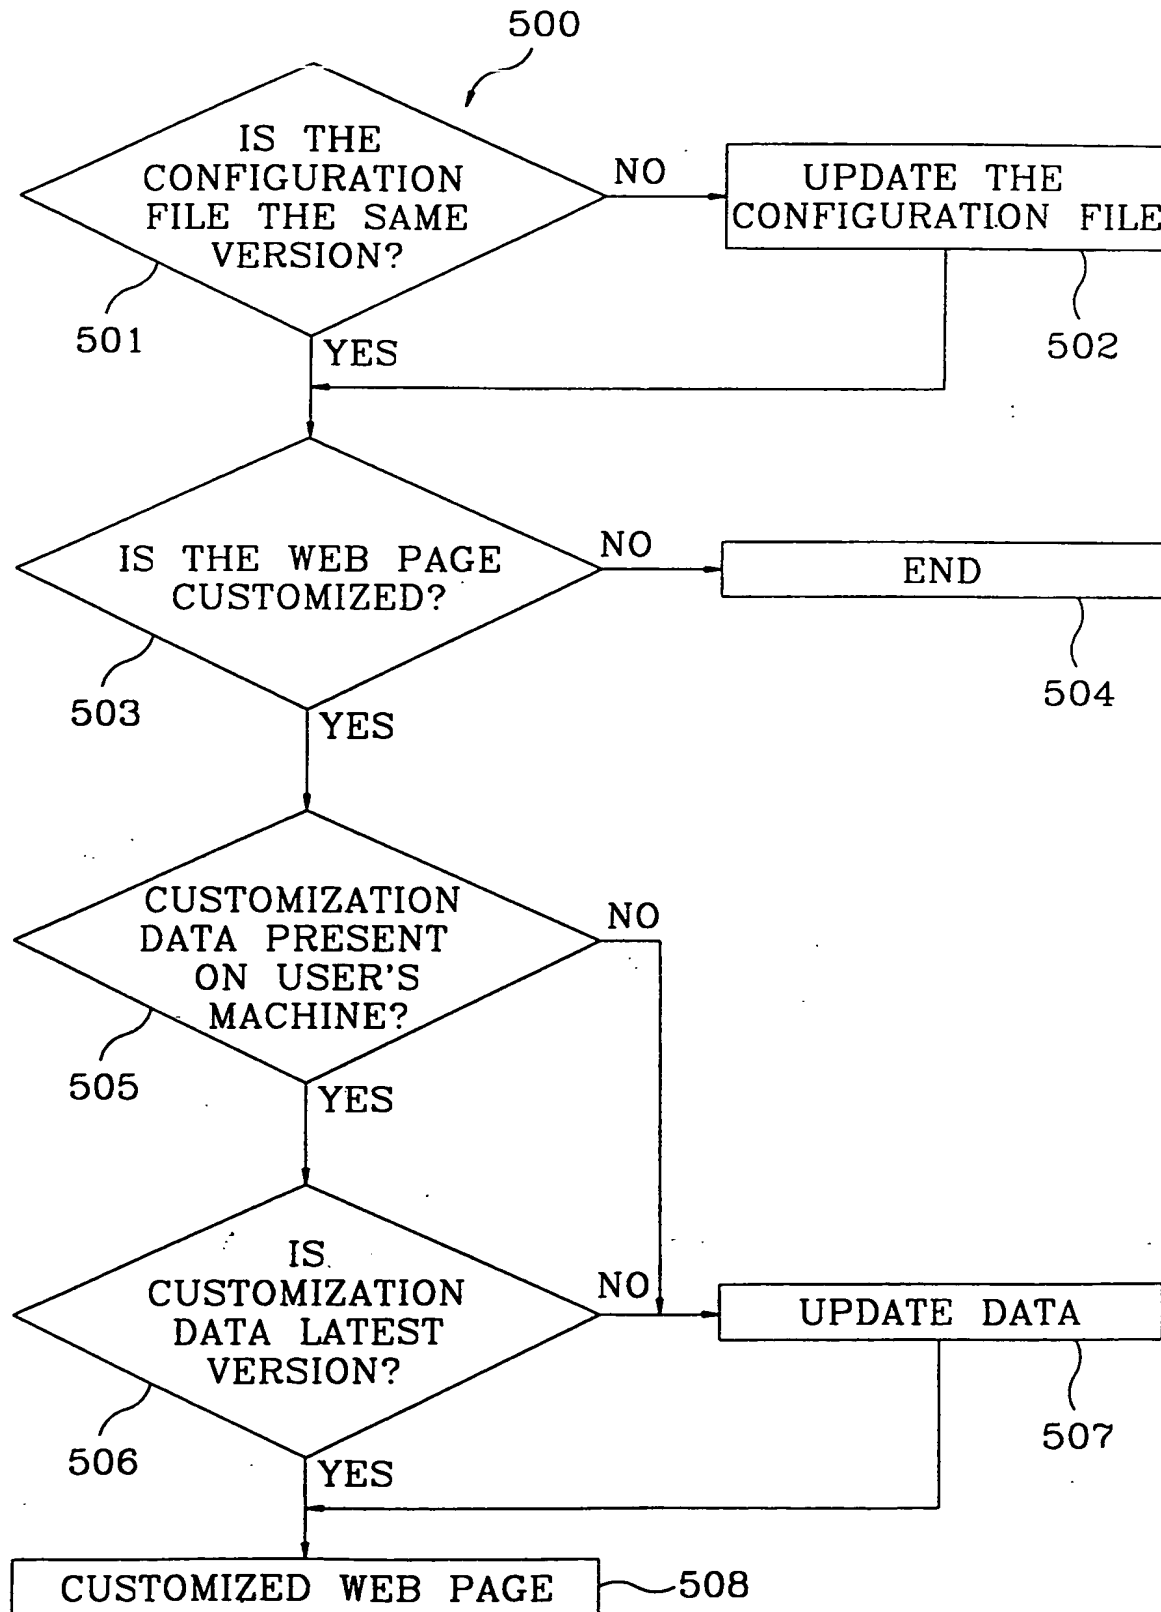 500
IS THE
CONFIGURATION
FILE THE SAME
VERSION?
NO
UPDATE THE
CONFIGURATION FILE
501
YES
502
IS THE WEB PAGE
CUSTOMIZED?
NO
END
503
YES
504
CUSTOMIZATION
DATA PRESENT
ON USER'S
MACHINE?
NO
505
YES
IS
CUSTOMIZATION
DATA LATEST
VERSION?
NO
UPDATE DATA
506
YES
507
CUSTOMIZED WEB PAGE
508